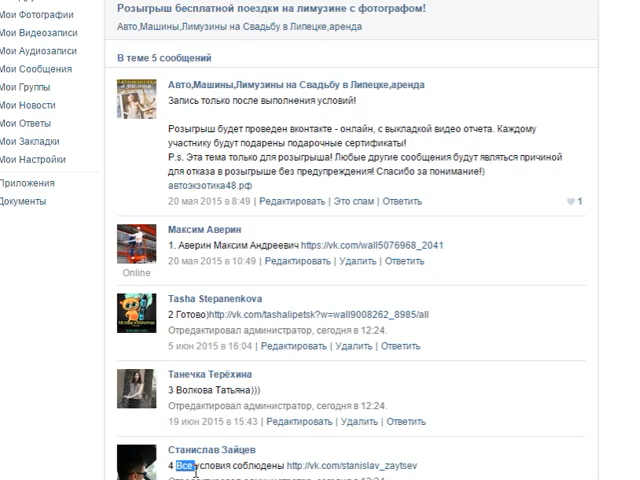 Мои Фотографии
Мои Видеозаписи
Мои Аудиозаписи
Мои Сообщения
Мои Группы
Мои Новости
Мои Ответы
Мои Закладки
Мои Настройки
Приложения
Документы
Розыгрыш бесплатной поездки на лимузине с фотографом!
Авто,Машины,Лимузины на Свадьбу в Липецке,аренда
В теме 5 сообщений
Авто,Машины,Лимузины на Свадьбу в Липецке,аренда
Запись только после выполнения условий!
Розыгрыш будет проведен вконтакте - онлайн, с выкладкой видео отчета. Каждому
участнику будут подарены подарочные сертификаты!
P.s. Эта тема только для розыгрыша! Любые другие сообщения будут являться причиной
для отказа в розыгрыше без предупреждения! Спасибо за понимание!)
автоэкзотика48.рф
20 мая 2015 в 8:49 | Редактировать | Это спам | Ответить
1
Максим Аверин
1. Аверин Максим Андреевич https://vk.com/wall5076968_2041
20 мая 2015 в 10:49 | Редактировать | Удалить | Ответить
Online
Tasha Stepanenkova
2 Готово)http://vk.com/tashalipetsk?w=wall9008262_8985/all
Отредактировал администратор, сегодня в 12:24.
5 июн 2015 в 16:04 | Редактировать | Удалить | Ответить
Танечка Терёхина
3 Волкова Татьяна)))
Отредактировал администратор, сегодня в 12:24.
19 июн 2015 в 15:43 | Редактировать | Удалить | Ответить
Станислав Зайцев
4 Все условия соблюдены http://vk.com/stanislav_zaytsev